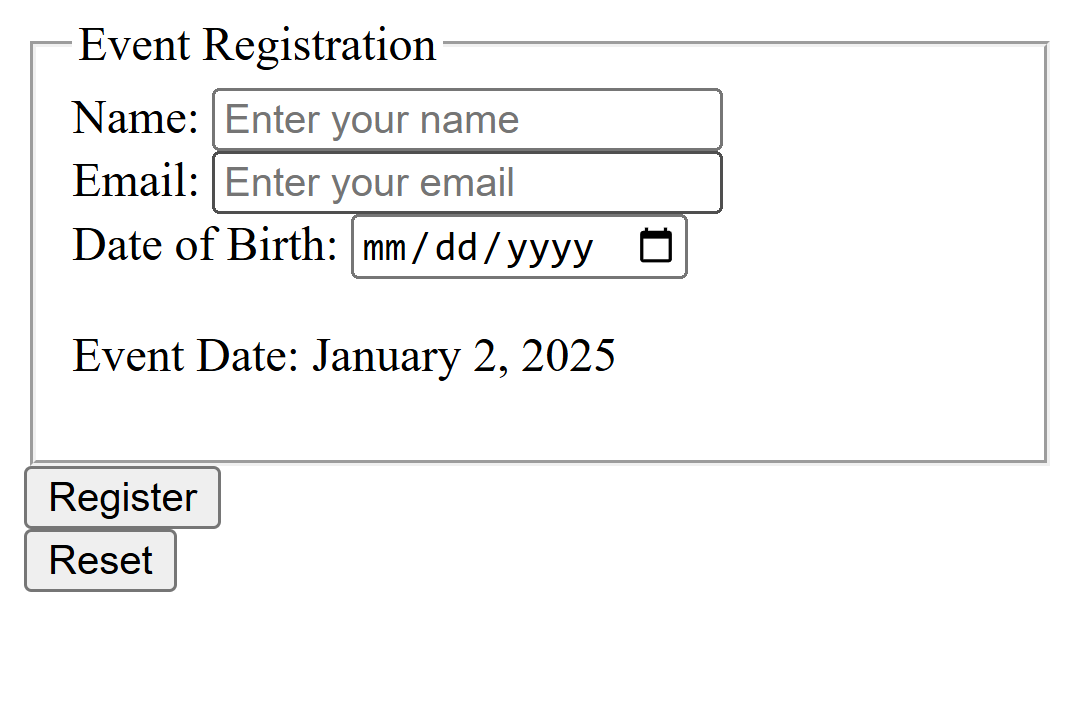 Event Registration
Name: Enter your name
Email: Enter your email
Date of Birth: mm/dd/yyyy
Event Date: January 2, 2025
Register
Reset